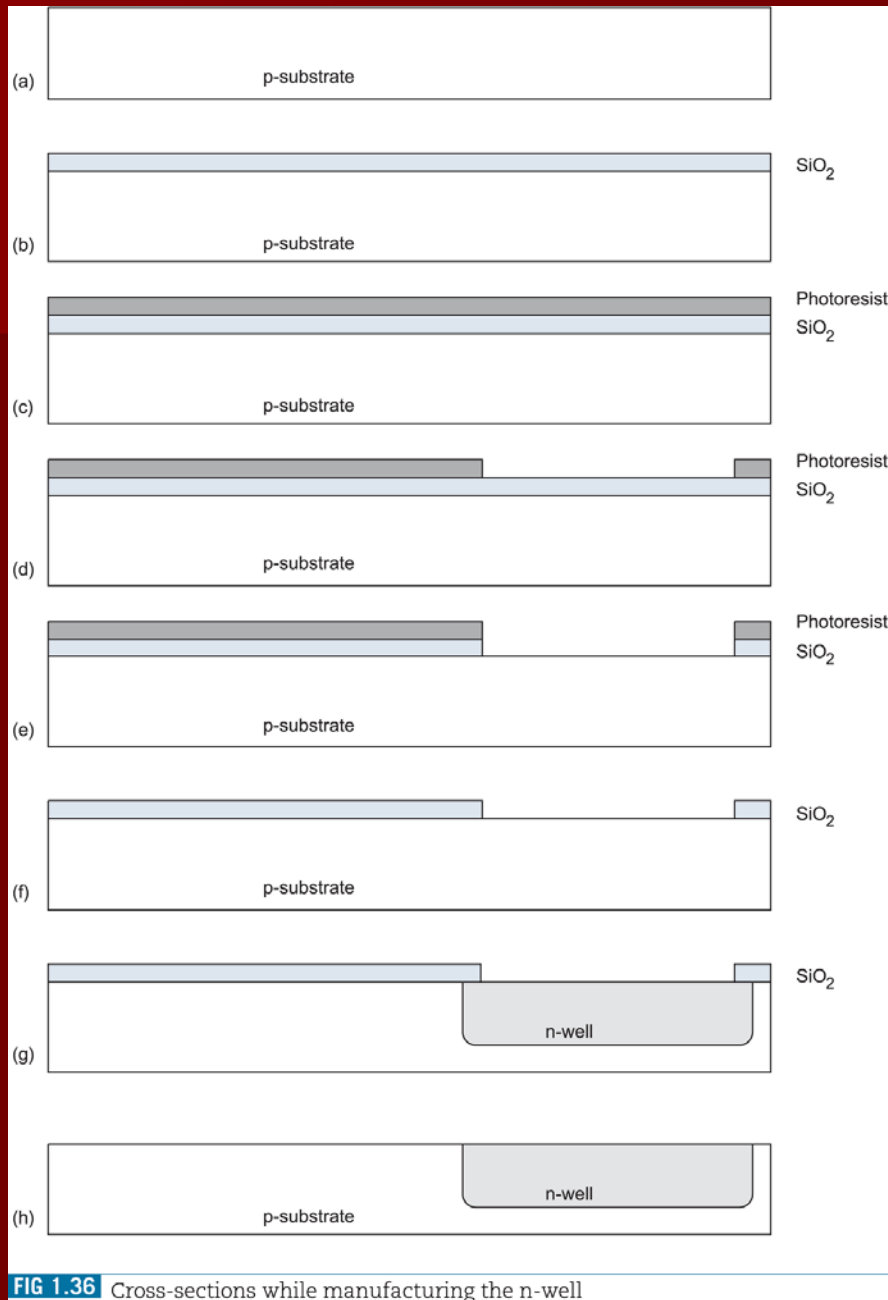 (a)
p-substrate
SiO2
(b)
p-substrate
Photoresist
SiO2
(c)
p-substrate
Photoresist
SiO2
(d)
p-substrate
Photoresist
SiO2
(e)
p-substrate
SiO2
(f)
p-substrate
SiO2
n-well
(g)
n-well
(h)
p-substrate
FIG 1.36 Cross-sections while manufacturing the n-well